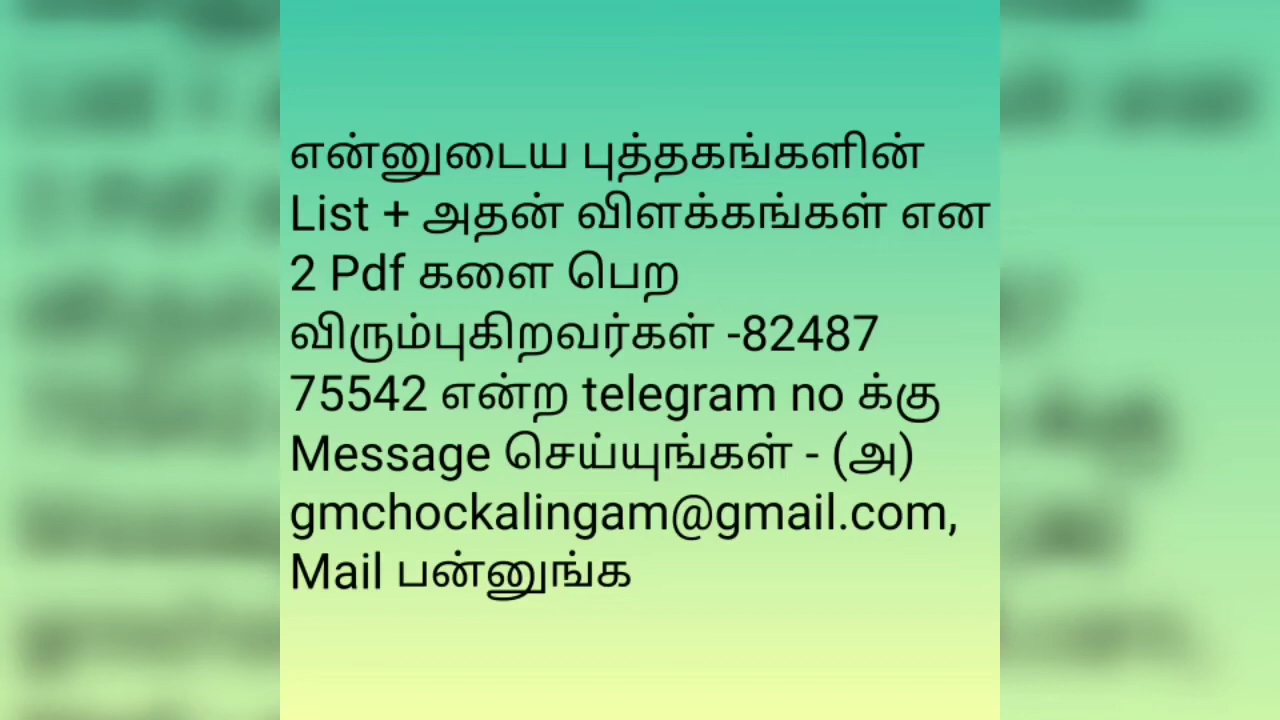 என்னுடைய புத்தகங்களின்
List + அதன் விளக்கங்கள் என
2 Pdf களை பெற
விரும்புகிறவர்கள் -82487
75542 என்ற telegram no க்கு
Message செய்யுங்கள் - (அ)
gmchockalingam@gmail.com,
Mail பன்னுங்க